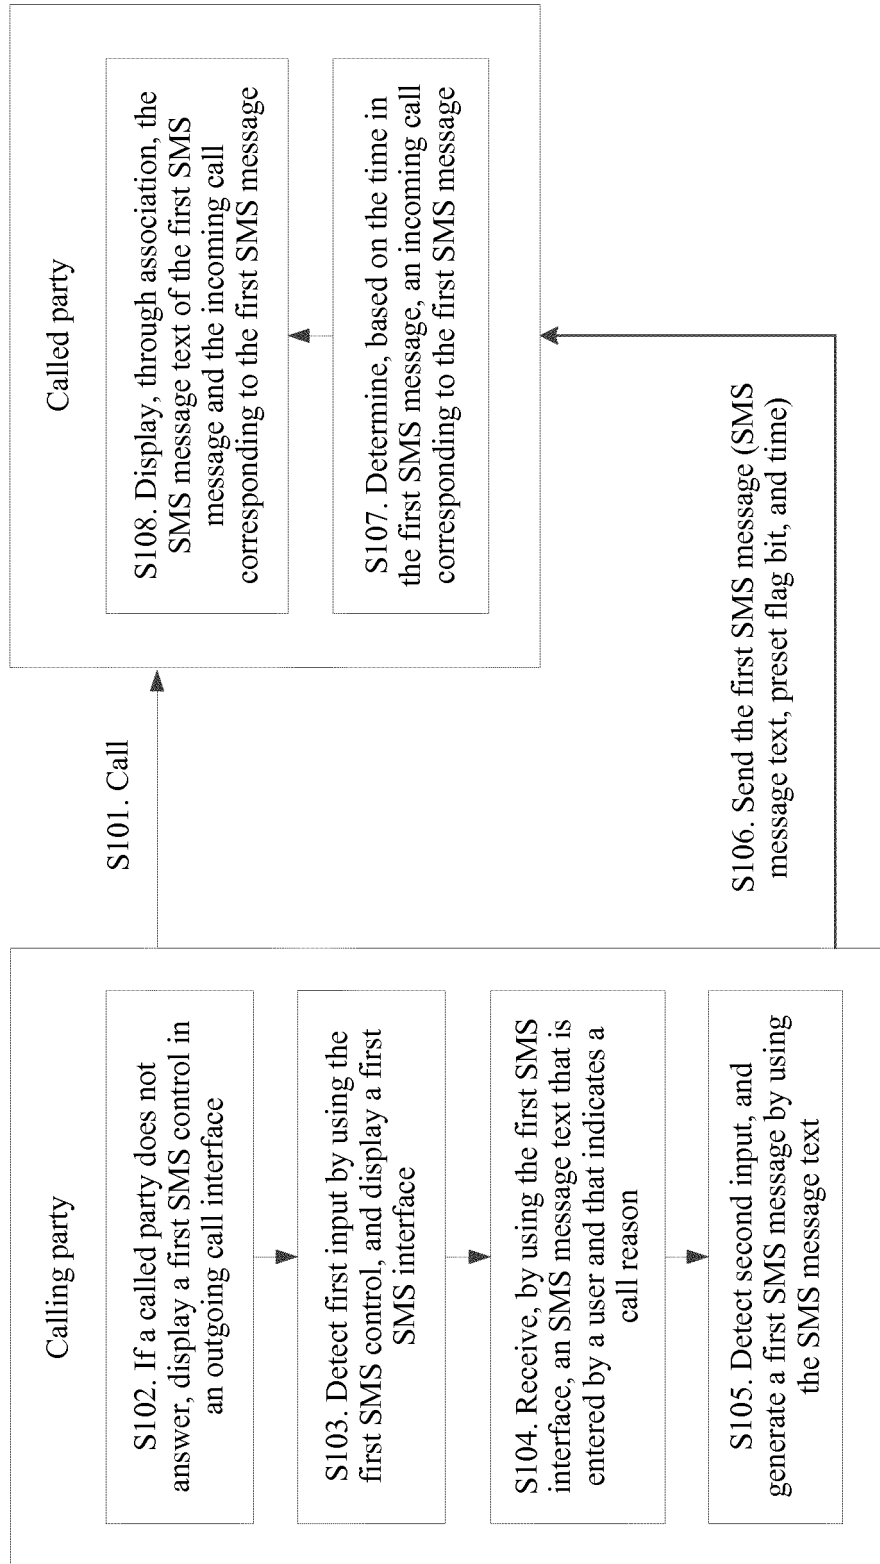 Calling party
S102. If a called party does not
answer, display a first SMS control in
an outgoing call interface
S103. Detect first input by using the
first SMS control, and display a first
SMS interface
S104. Receive, by using the first SMS
interface, an SMS message text that is
entered by a user and that indicates a
call reason
S105. Detect second input, and
generate a first SMS message by using
the SMS message text
S101. Call
S106. Send the first SMS message (SMS
message text, preset flag bit, and time)
Called party
S108. Display, through association, the
SMS message text of the first SMS
message and the incoming call
corresponding to the first SMS message
S107. Determine, based on the time in
the first SMS message, an incoming call
corresponding to the first SMS message